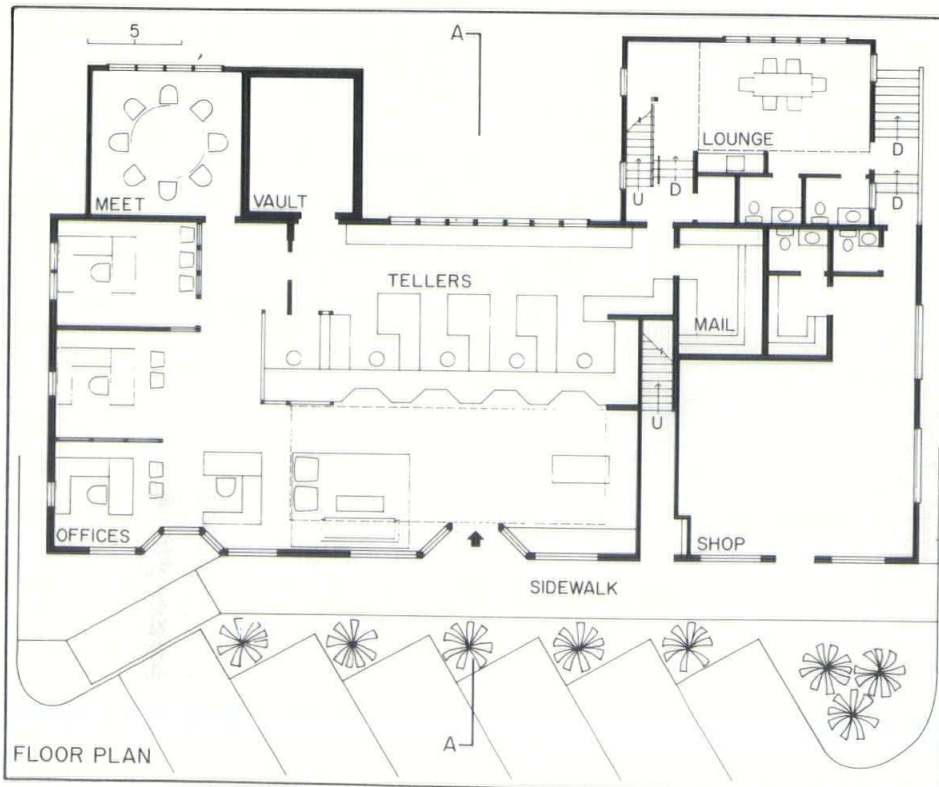 5
A
LOUNGE
U
D
D
D
MEET
VAULT
TELLERS
MAIL
U
OFFICES
SHOP
SIDEWALK
A
FLOOR PLAN